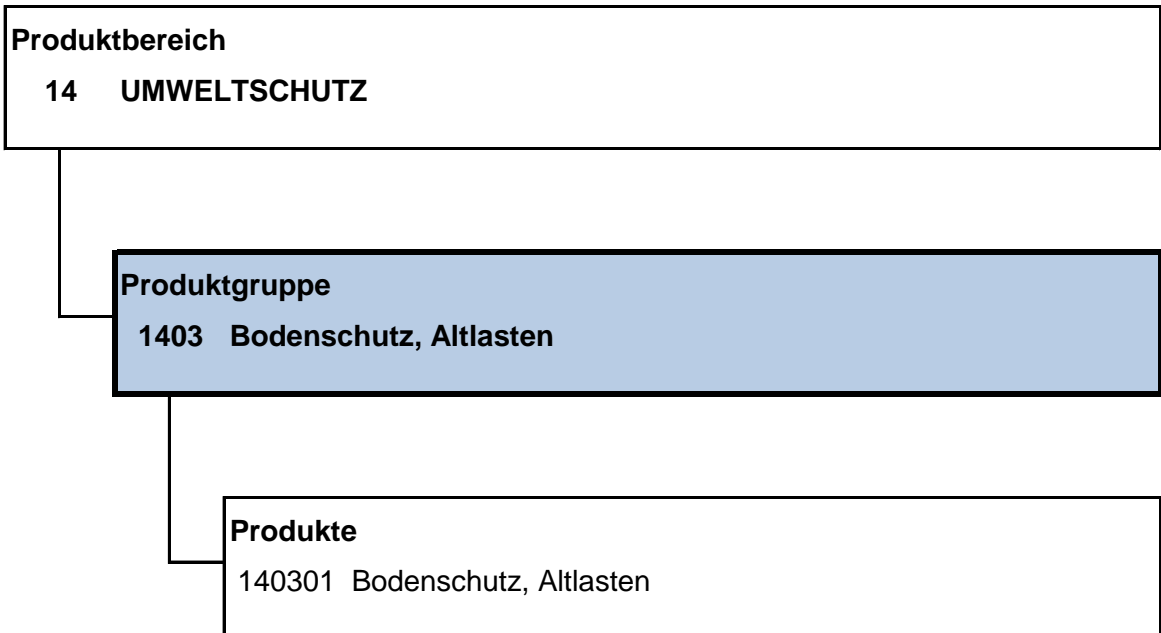 Produktbereich
14 UMWELTSCHUTZ
Produktgruppe
1403 Bodenschutz, Altlasten
Produkte
140301 Bodenschutz, Altlasten